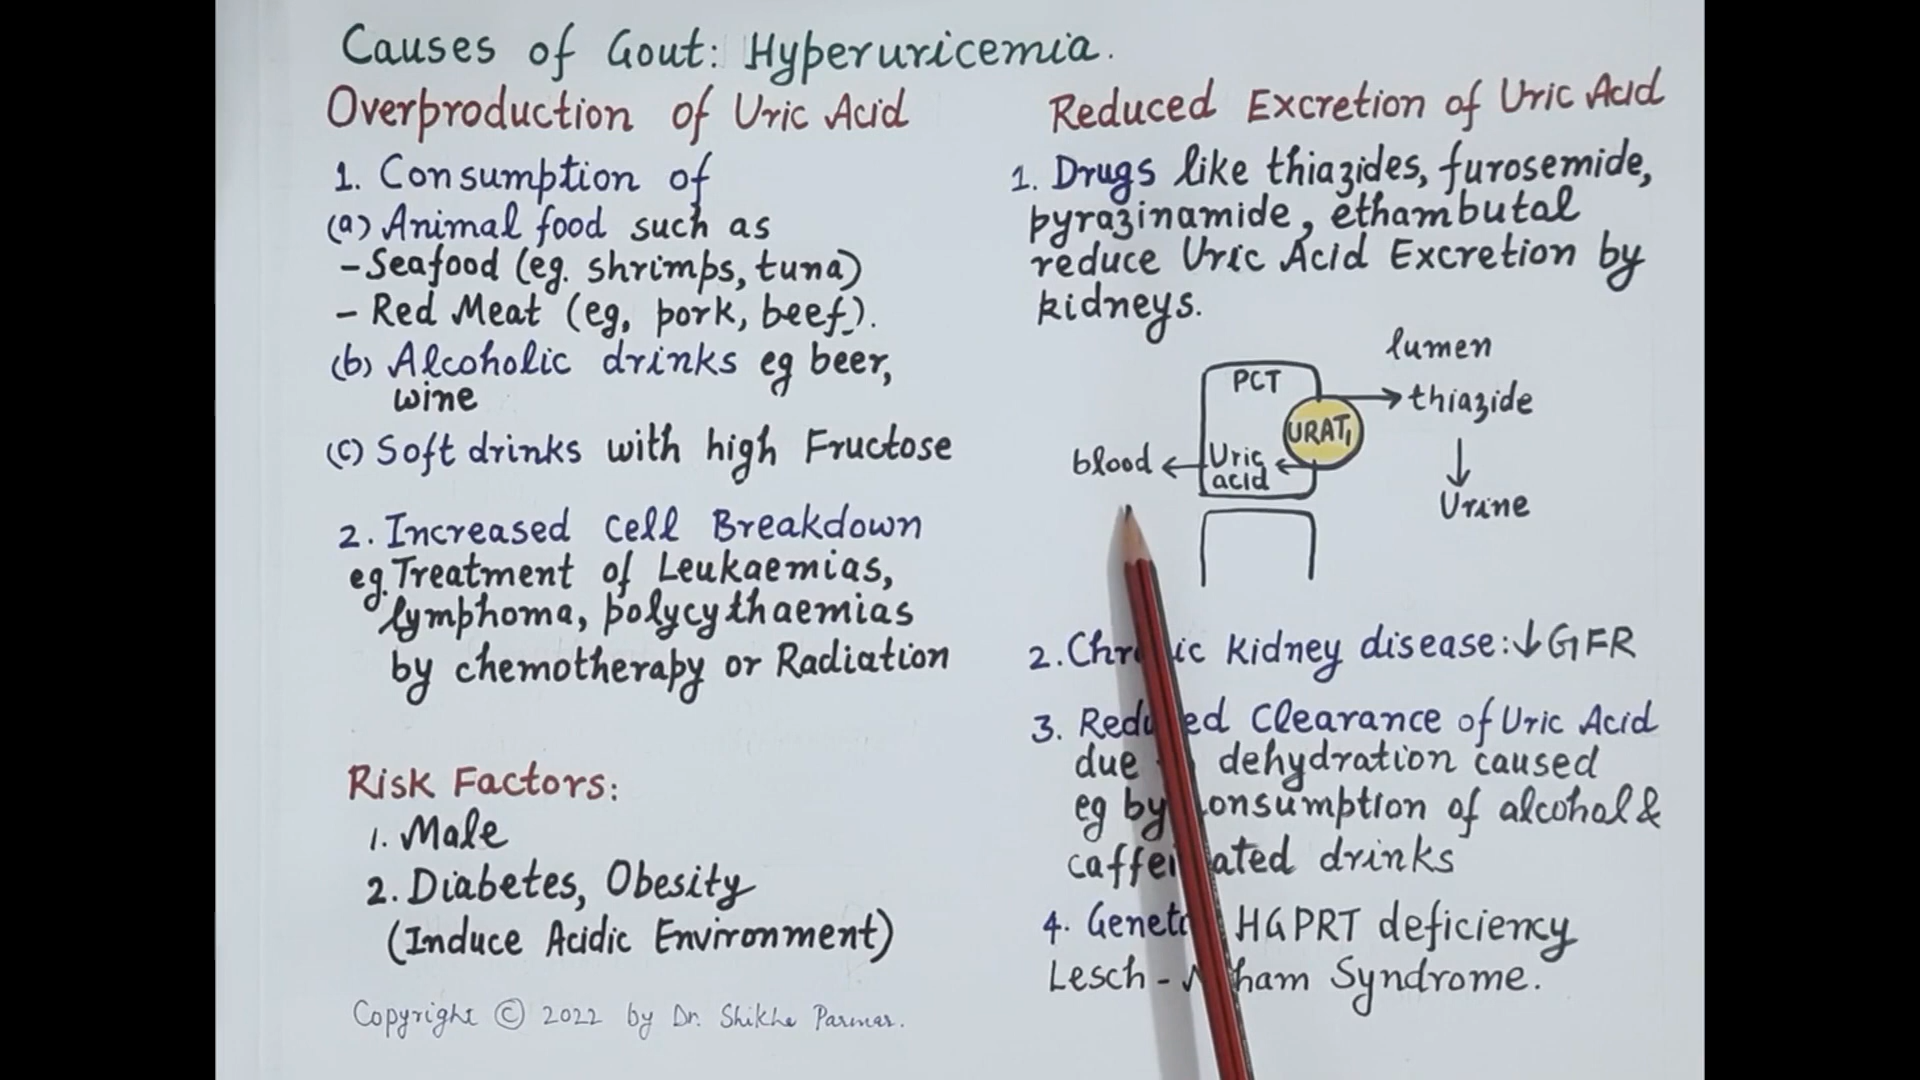 Causes of Gout: Hyperuricemia.
Overproduction of Uric Acid
1. Consumption of
(a) Animal food such as
- Seafood (eg. shrimps, tuna)
- Red Meat (eg, pork, beef).
(b) Alcoholic drinks eg beer,
wine
(c) Soft drinks with high Fructose
2. Increased Cell Breakdown
eg. Treatment of Leukaemias,
lymphoma, polycythaemias
by chemotherapy or Radiation
Risk Factors:
1. Male
2. Diabetes, Obesity
(Induce Acidic Environment)
Copyright © 2022 by Dr. Shikha Parmar.
Reduced Excretion of Uric Acid
1. Drugs like thiazides, furosemide,
pyrazinamide, ethambutal
reduce Uric Acid Excretion by
kidneys.
lumen
PCT
thiazide
URAT1
blood
Uric
acid
Urine
2. kidney disease: ↓ GFR
3. Clearance of Uric Acid
due dehydration caused
eg by consumption of alcohol &
drinks
4. HGPRT deficiency
Lesch - Syndrome.